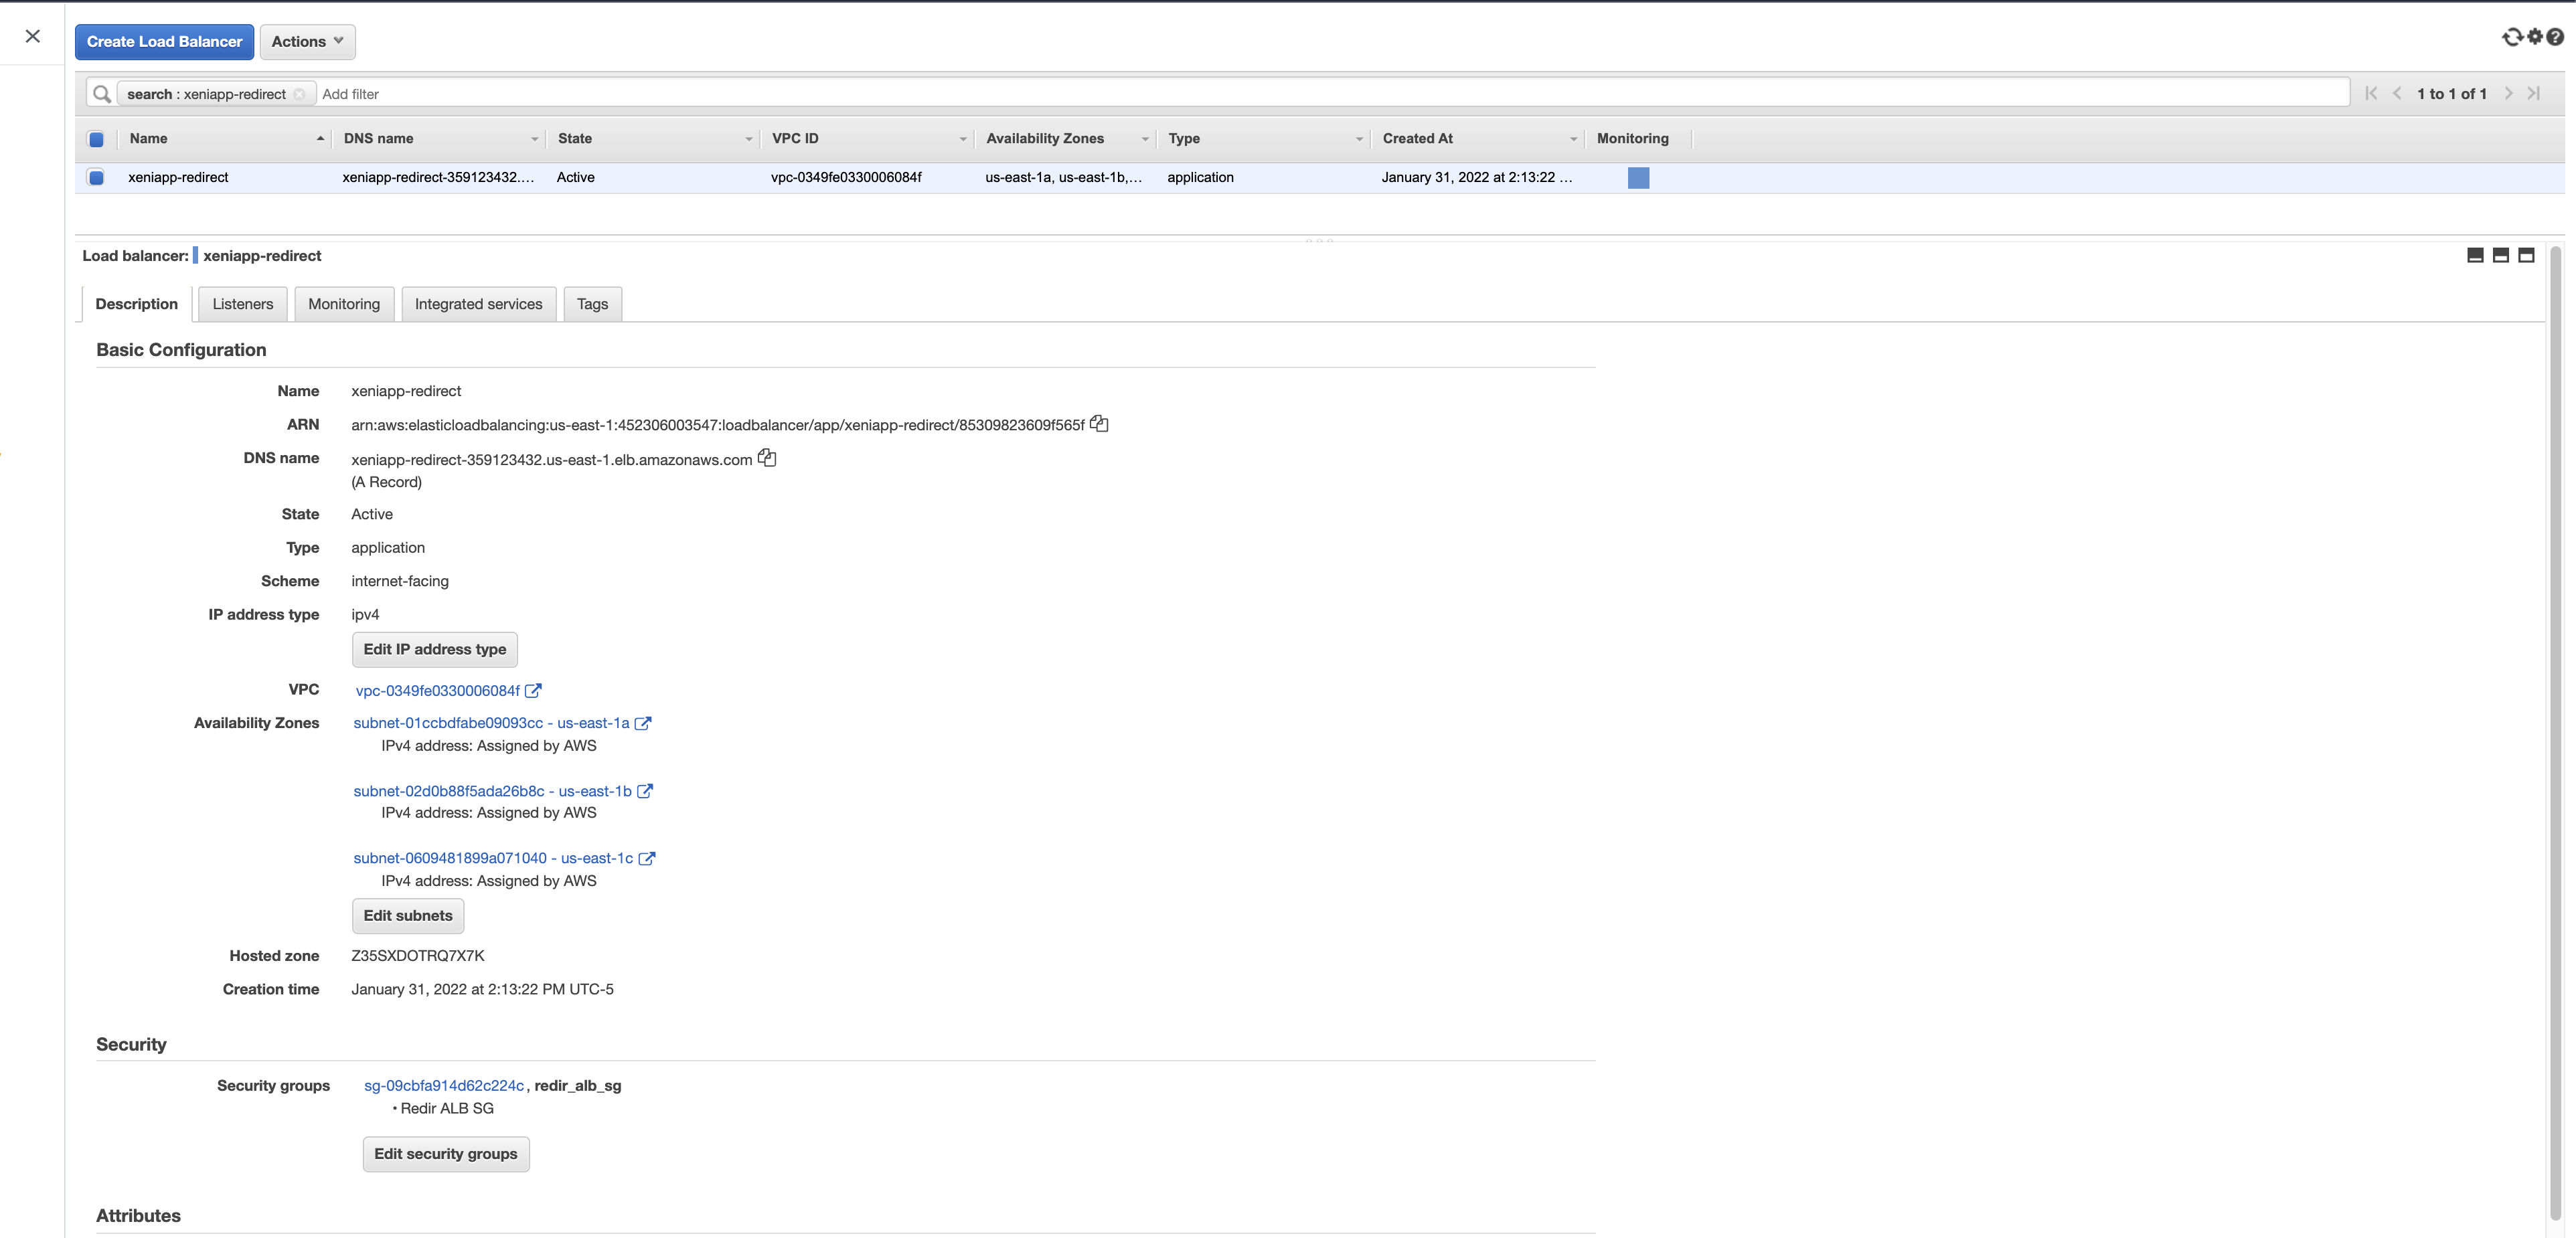 Create Load Balancer Actions
search : xeniapp-redirect Add filter 1 to 1 of 1
Name DNS name State VPC ID Availability Zones Type Created At Monitoring
xeniapp-redirect xeniapp-redirect-359123432.... Active vpc-0349fe0330006084f us-east-1a, us-east-1b,... application January 31, 2022 at 2:13:22 ...
Load balancer: xeniapp-redirect
Description Listeners Monitoring Integrated services Tags
Basic Configuration
Name xeniapp-redirect
ARN arn:aws:elasticloadbalancing:us-east-1:452306003547:loadbalancer/app/xeniapp-redirect/85309823609f565f
DNS name xeniapp-redirect-359123432.us-east-1.elb.amazonaws.com
(A Record)
State Active
Type application
Scheme internet-facing
IP address type ipv4
Edit IP address type
VPC vpc-0349fe0330006084f
Availability Zones subnet-01ccbdfabe09093cc - us-east-1a
IPv4 address: Assigned by AWS
subnet-02d0b88f5ada26b8c - us-east-1b
IPv4 address: Assigned by AWS
subnet-0609481899a071040 - us-east-1c
IPv4 address: Assigned by AWS
Edit subnets
Hosted zone Z35SXDOTRQ7X7K
Creation time January 31, 2022 at 2:13:22 PM UTC-5
Security
Security groups sg-09cbfa914d62c224c, redir_alb_sg
• Redir ALB SG
Edit security groups
Attributes